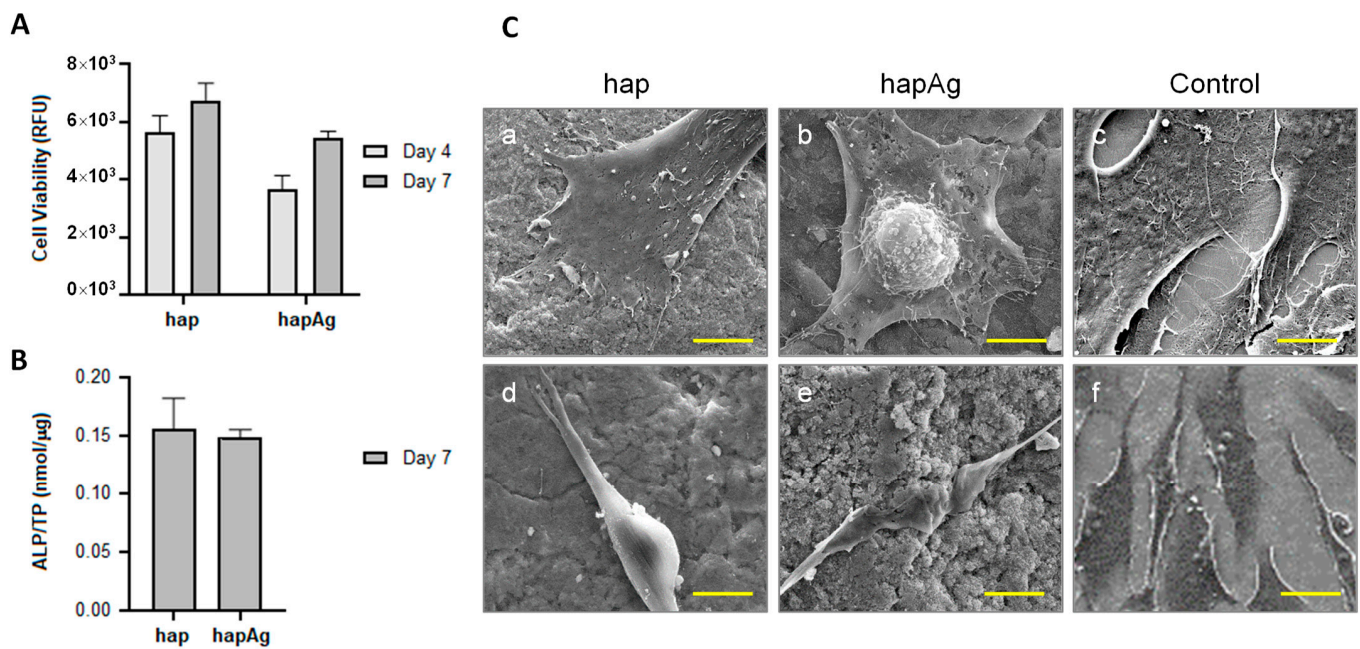 A
8×10³
6×10³
4×10³
2×10³
0×10³
Cell Viability (RFU)
hap
hapAg
Day 4
Day 7
B
0.20
0.15
0.10
0.05
0.00
ALP/TP (nmol/µg)
hap
hapAg
Day 7
C
hap
hapAg
Control
a
b
c
d
e
f